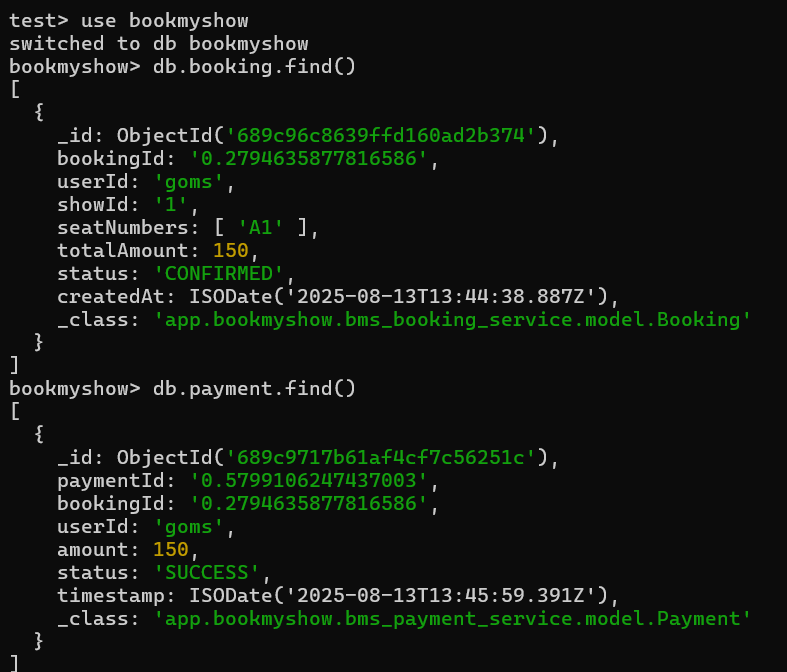 test> use bookmyshow
switched to db bookmyshow
bookmyshow> db.booking.find()
[
  {
    _id: ObjectId('689c96c8639ffd160ad2b374'),
    bookingId: '0.2794635877816586',
    userId: 'goms',
    showId: '1',
    seatNumbers: [ 'A1' ],
    totalAmount: 150,
    status: 'CONFIRMED',
    createdAt: ISODate('2025-08-13T13:44:38.887Z'),
    _class: 'app.bookmyshow.bms_booking_service.model.Booking'
  }
]
bookmyshow> db.payment.find()
[
  {
    _id: ObjectId('689c9717b61af4cf7c56251c'),
    paymentId: '0.5799106247437003',
    bookingId: '0.2794635877816586',
    userId: 'goms',
    amount: 150,
    status: 'SUCCESS',
    timestamp: ISODate('2025-08-13T13:45:59.391Z'),
    _class: 'app.bookmyshow.bms_payment_service.model.Payment'
  }
]